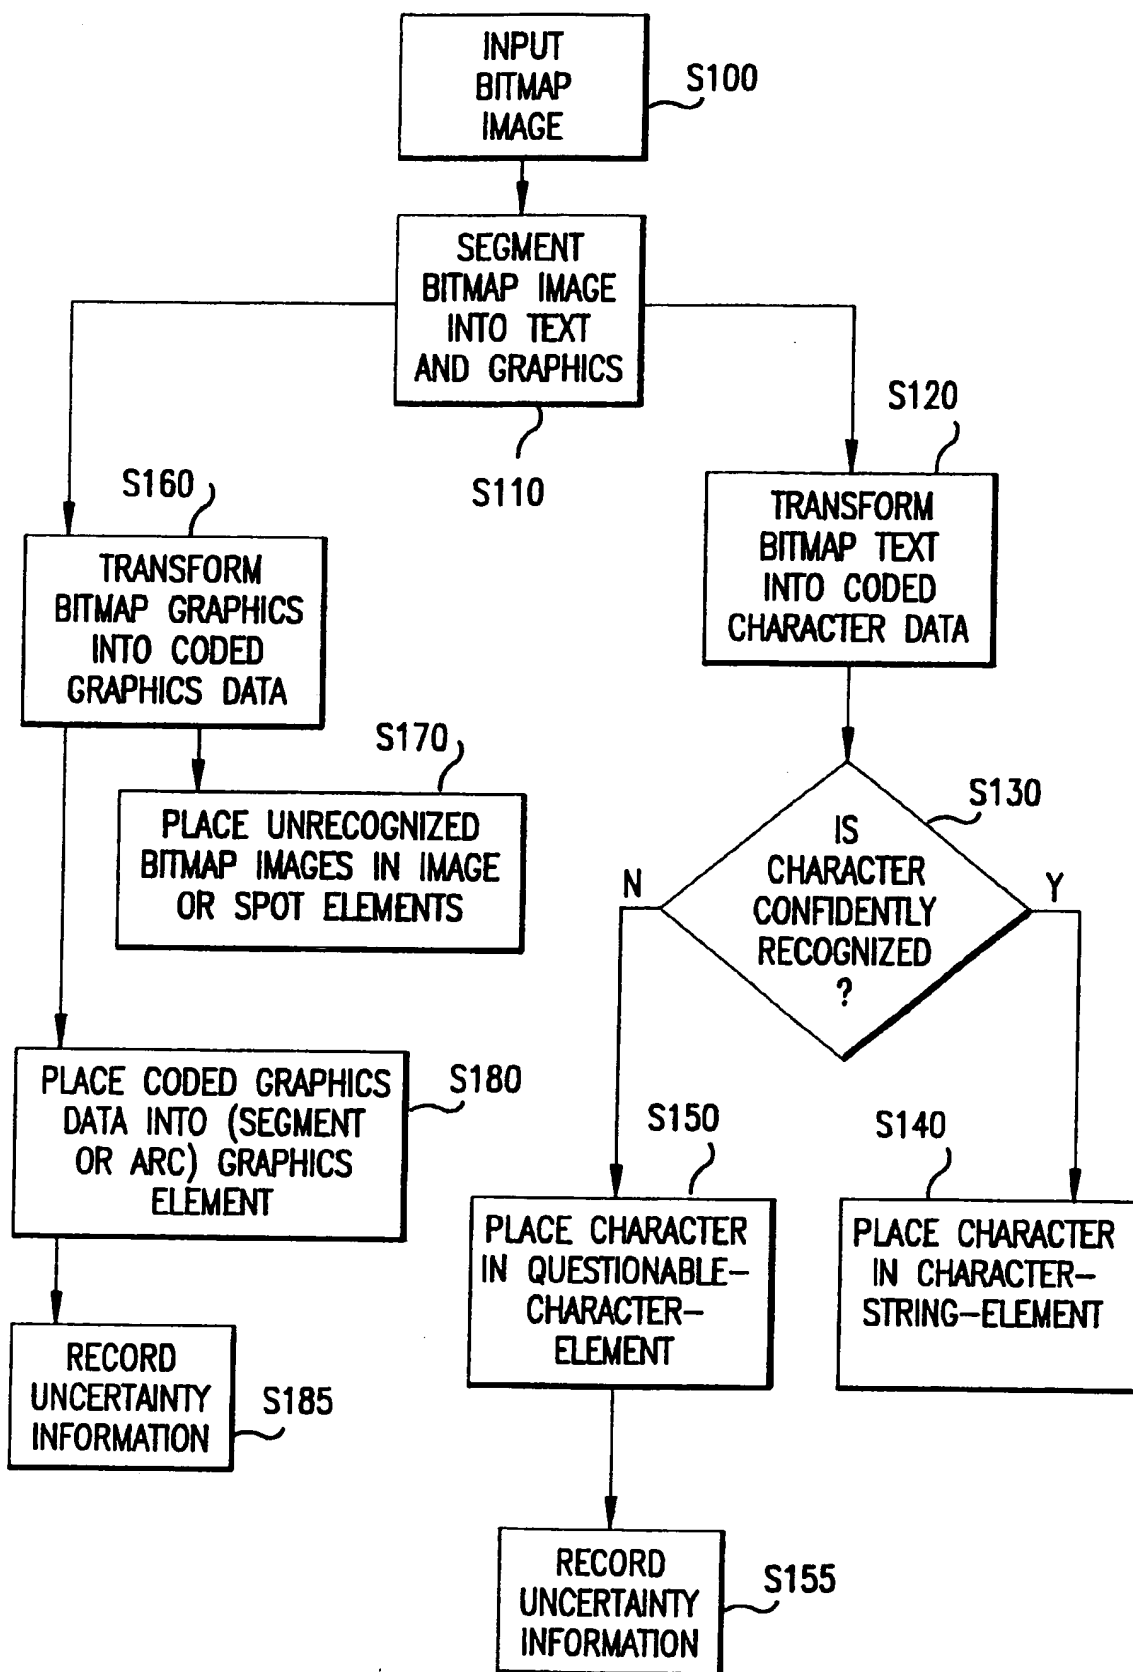 INPUT
BITMAP
IMAGE
S100
SEGMENT
BITMAP IMAGE
INTO TEXT
AND GRAPHICS
S110
S120
TRANSFORM
BITMAP TEXT
INTO CODED
CHARACTER DATA
S160
TRANSFORM
BITMAP GRAPHICS
INTO CODED
GRAPHICS DATA
S170
PLACE UNRECOGNIZED
BITMAP IMAGES IN IMAGE
OR SPOT ELEMENTS
S130
IS
CHARACTER
CONFIDENTLY
RECOGNIZED
?
N
Y
S180
PLACE CODED GRAPHICS
DATA INTO (SEGMENT
OR ARC) GRAPHICS
ELEMENT
S150
PLACE CHARACTER
IN QUESTIONABLE-
CHARACTER-
ELEMENT
S140
PLACE CHARACTER
IN CHARACTER-
STRING-ELEMENT
RECORD
UNCERTAINTY
INFORMATION
S185
RECORD
UNCERTAINTY
INFORMATION
S155